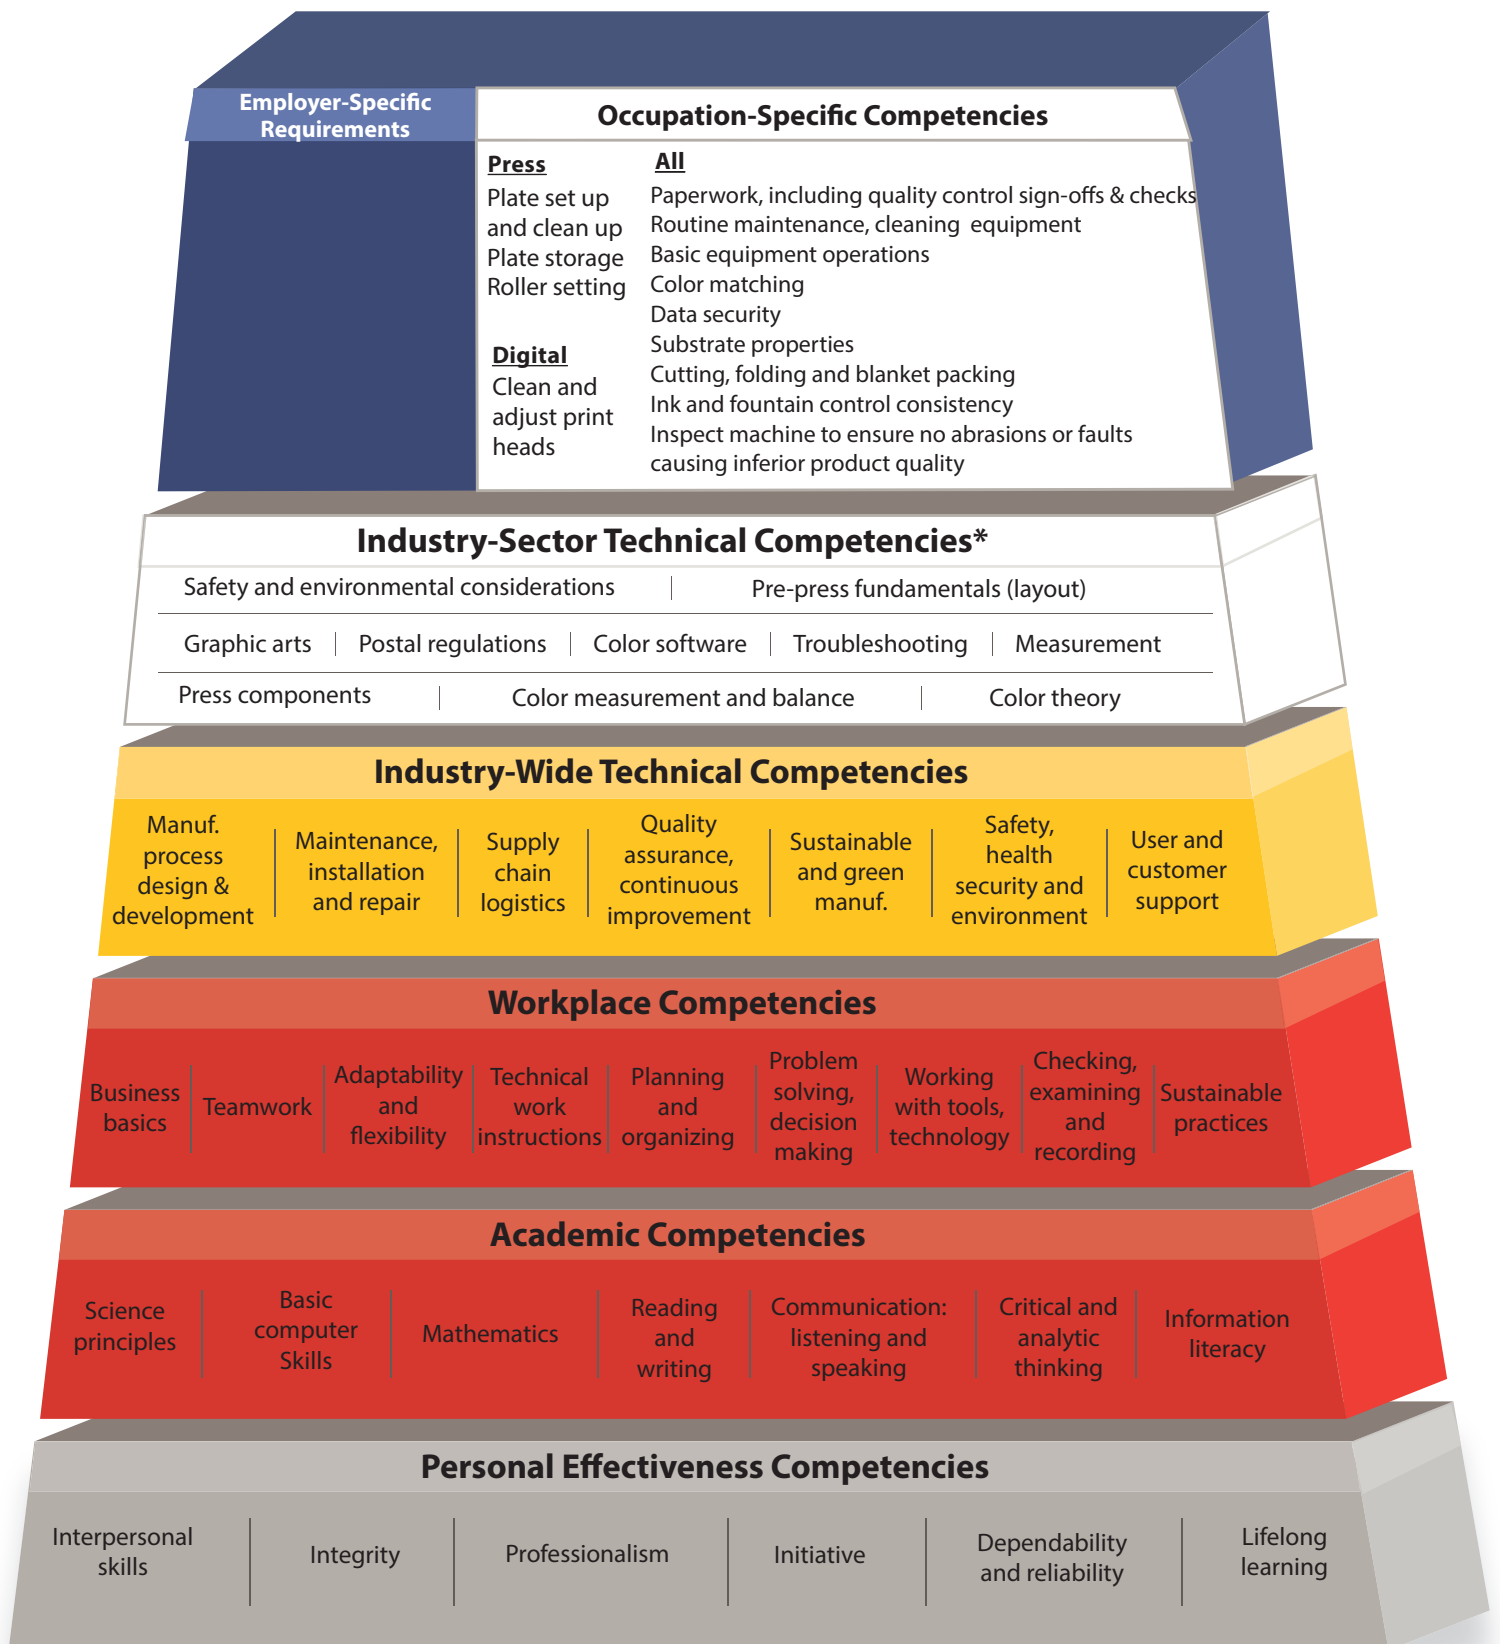 Employer-Specific
Requirements
Occupation-Specific Competencies
Press
Plate set up
and clean up
Plate storage
Roller setting
Digital
Clean and
adjust print
heads
All
Paperwork, including quality control sign-offs & checks
Routine maintenance, cleaning equipment
Basic equipment operations
Color matching
Data security
Substrate properties
Cutting, folding and blanket packing
Ink and fountain control consistency
Inspect machine to ensure no abrasions or faults
causing inferior product quality
Industry-Sector Technical Competencies*
Safety and environmental considerations
Pre-press fundamentals (layout)
Graphic arts
Postal regulations
Color software
Troubleshooting
Measurement
Press components
Color measurement and balance
Color theory
Industry-Wide Technical Competencies
Manuf.
process
design &
development
Maintenance,
installation
and repair
Supply
chain
logistics
Quality
assurance,
continuous
improvement
Sustainable
and green
manuf.
Safety,
health
security and
environment
User and
customer
support
Workplace Competencies
Business
basics
Teamwork
Adaptability
and
flexibility
Technical
work
instructions
Planning
and
organizing
Problem
solving,
decision
making
Working
with tools,
technology
Checking,
examining
and
recording
Sustainable
practices
Academic Competencies
Science
principles
Basic
computer
Skills
Mathematics
Reading
and
writing
Communication:
listening and
speaking
Critical and
analytic
thinking
Information
literacy
Personal Effectiveness Competencies
Interpersonal
skills
Integrity
Professionalism
Initiative
Dependability
and reliability
Lifelong
learning